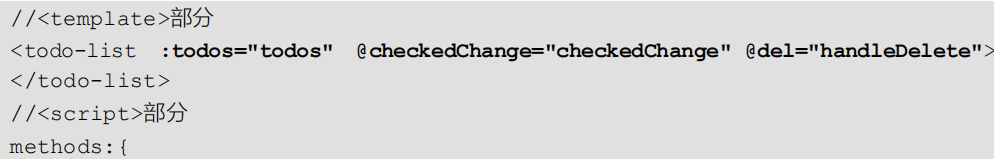 //<template>部分
<todo-list  :todos="todos"  @checkedChange="checkedChange" @del="handleDelete">
</todo-list>
//<script>部分
methods:{